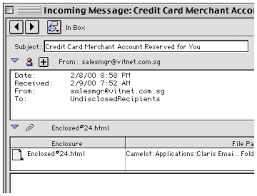 Incoming Message: Credit Card Merchant Acco
In Box
Subject: Credit Card Merchant Account Reserved for You
From: salesmgr@vitnet.com.sg
Date: 2/8/00 8:58 PM
Received: 2/9/00 7:52 AM
From: salesmgr@vitnet.com.sg
To: UndisclosedRecipients
Enclosed#24.html
Enclosure File Pa
Enclosed#24.html Camelot:Applications:Claris Emai... Fold